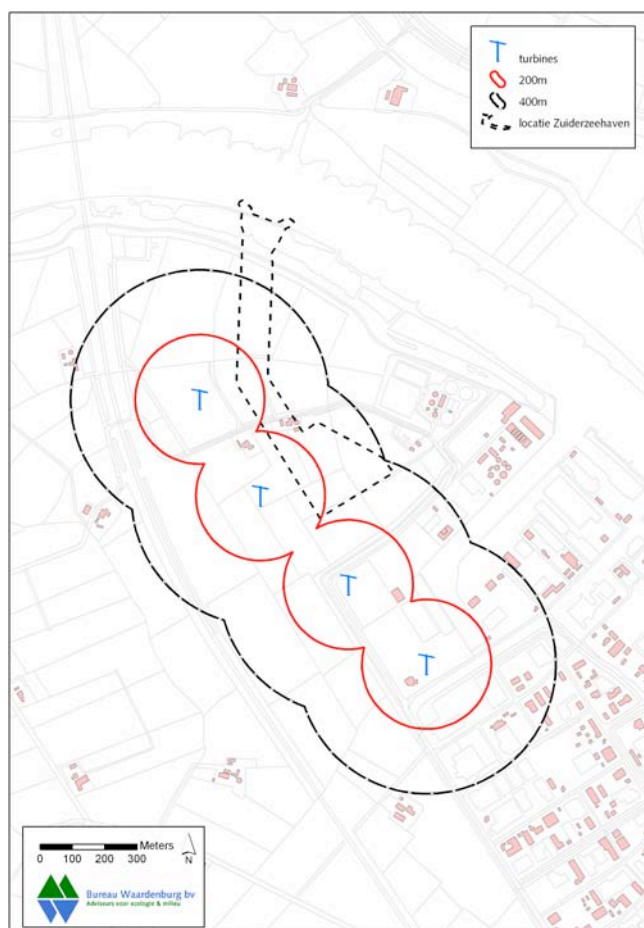 turbines
200m
400m
locatie Zuiderzeehaven
Meters
0 100 200 300
N
Bureau Waardenburg bv
Adviseurs voor ecologie & milieu